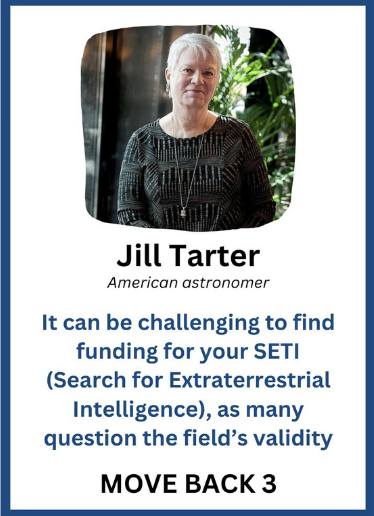 Jill Tarter
American astronomer
It can be challenging to find
funding for your SETI
(Search for Extraterrestrial
Intelligence), as many
question the field’s validity
MOVE BACK 3